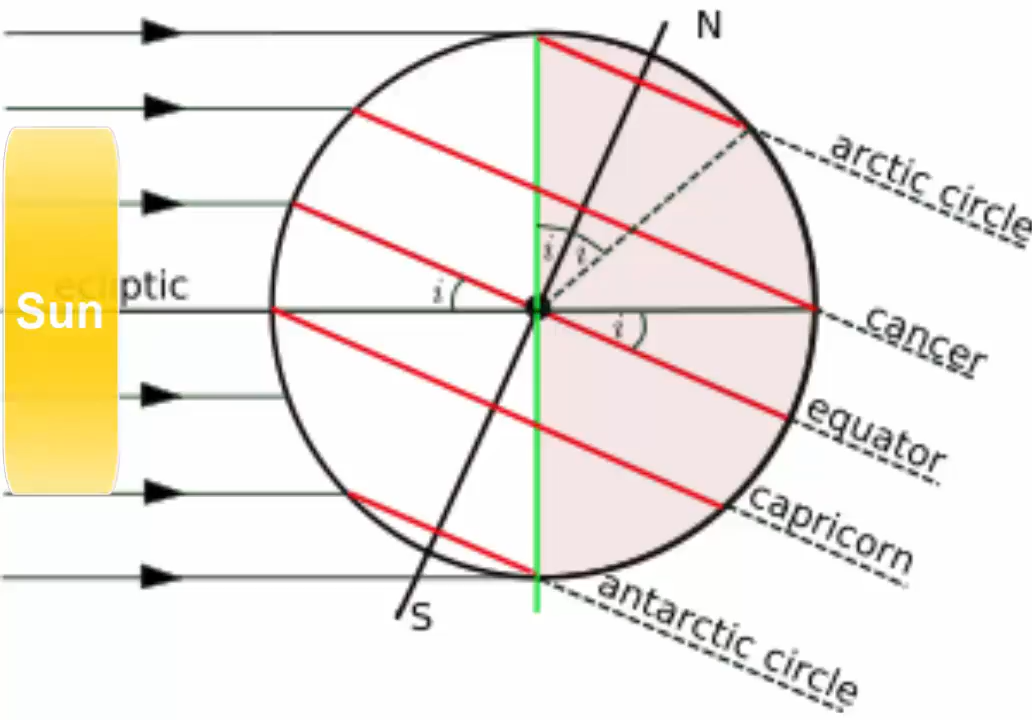 N
arctic circle
i
i
ecliptic
i
Sun
i
cancer
equator
capricorn
antarctic circle
S